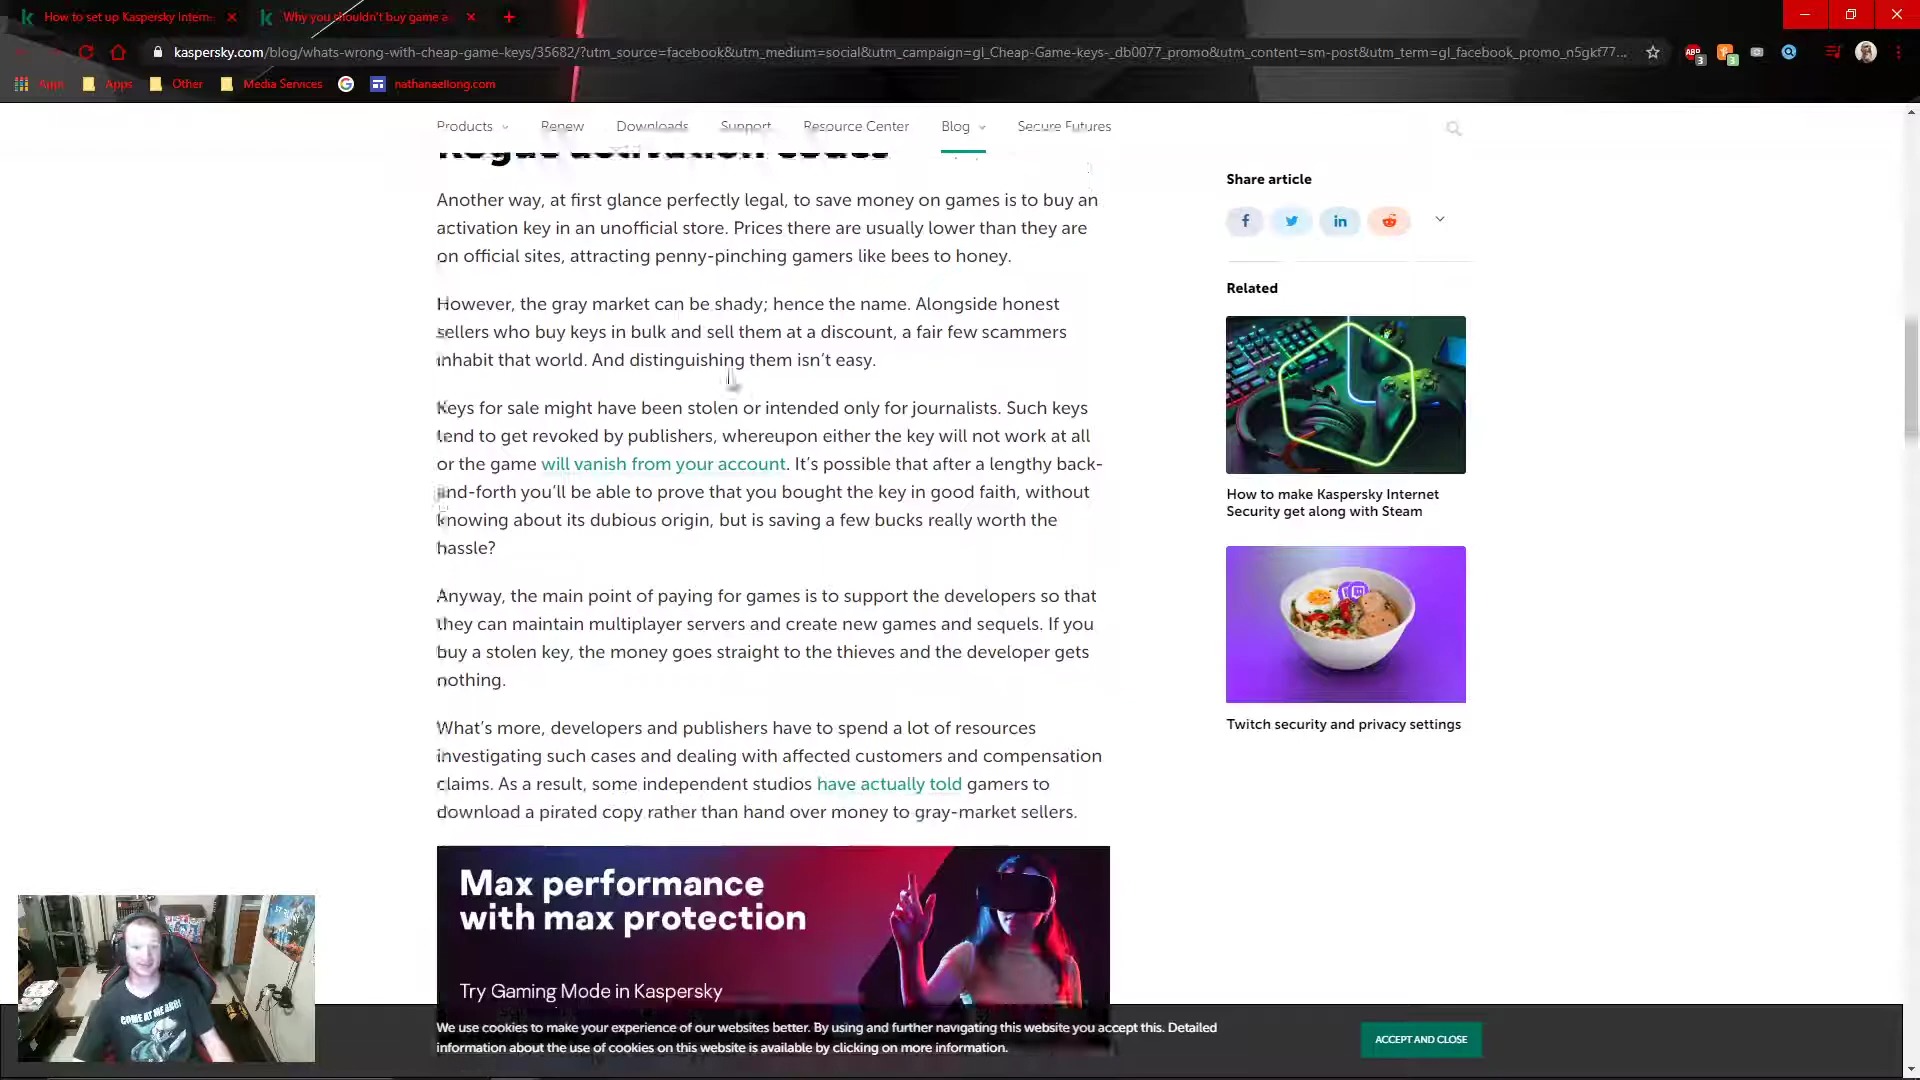 How to set up Kaspersky Intern
Why you shouldn't buy game a
kaspersky.com/blog/whats-wrong-with-cheap-game-keys/35682/?utm_source=facebook&utm_medium=social&utm_campaign=gl_Cheap-Game-keys-_db0077_promo&utm_content=sm-post&utm_term=gl_facebook_promo_n5gkf77...
Apps
Apps
Other
Media Services
nathanaellong.com
Products
Renew
Downloads
Support
Resource Center
Blog
Secure Futures
Rogue activation codes
Another way, at first glance perfectly legal, to save money on games is to buy an
activation key in an unofficial store. Prices there are usually lower than they are
on official sites, attracting penny-pinching gamers like bees to honey.
However, the gray market can be shady; hence the name. Alongside honest
sellers who buy keys in bulk and sell them at a discount, a fair few scammers
inhabit that world. And distinguishing them isn't easy.
Keys for sale might have been stolen or intended only for journalists. Such keys
tend to get revoked by publishers, whereupon either the key will not work at all
or the game will vanish from your account. It's possible that after a lengthy back-
and-forth you'll be able to prove that you bought the key in good faith, without
knowing about its dubious origin, but is saving a few bucks really worth the
hassle?
Anyway, the main point of paying for games is to support the developers so that
they can maintain multiplayer servers and create new games and sequels. If you
buy a stolen key, the money goes straight to the thieves and the developer gets
nothing.
What's more, developers and publishers have to spend a lot of resources
investigating such cases and dealing with affected customers and compensation
claims. As a result, some independent studios have actually told gamers to
download a pirated copy rather than hand over money to gray-market sellers.
Max performance
with max protection
Try Gaming Mode in Kaspersky
Share article
Related
How to make Kaspersky Internet
Security get along with Steam
Twitch security and privacy settings
COME AT ME BRO!
We use cookies to make your experience of our websites better. By using and further navigating this website you accept this. Detailed
information about the use of cookies on this website is available by clicking on more information.
ACCEPT AND CLOSE